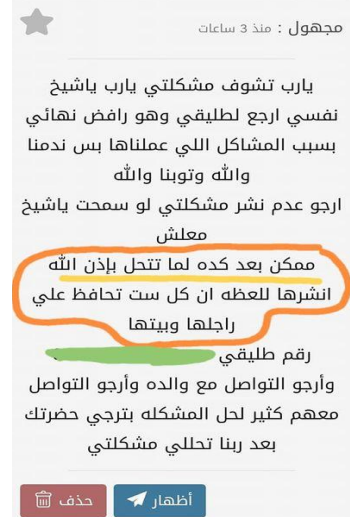 مجهول : منذ 3 ساعات
يارب تشوف مشكلتي يارب ياشيخ
نفسي ارجع لطليقي وهو رافض نهائي
بسبب المشاكل اللي عملناها بس ندمنا
والله وتوبنا والله
ارجو عدم نشر مشكلتي لو سمحت ياشيخ
معلش
ممكن بعد كده لما تتحل بإذن الله
انشرها للعظه ان كل ست تحافظ علي
راجلها وبيتها
رقم طليقي
وأرجو التواصل مع والده وأرجو التواصل
معهم كتير لحل المشكله بترجي حضرتك
بعد ربنا تحللي مشكلتي
أظهار
حذف